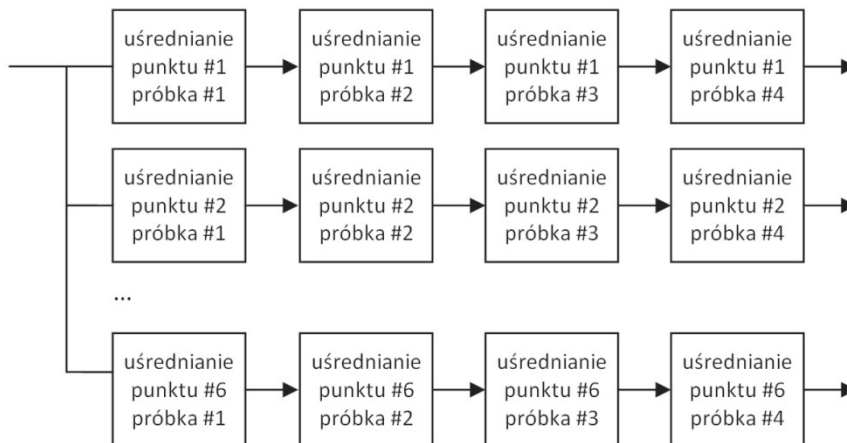 uśrednianie
punktu #1
próbka #1
uśrednianie
punktu #1
próbka #2
uśrednianie
punktu #1
próbka #3
uśrednianie
punktu #1
próbka #4
uśrednianie
punktu #2
próbka #1
uśrednianie
punktu #2
próbka #2
uśrednianie
punktu #2
próbka #3
uśrednianie
punktu #2
próbka #4
...
uśrednianie
punktu #6
próbka #1
uśrednianie
punktu #6
próbka #2
uśrednianie
punktu #6
próbka #3
uśrednianie
punktu #6
próbka #4